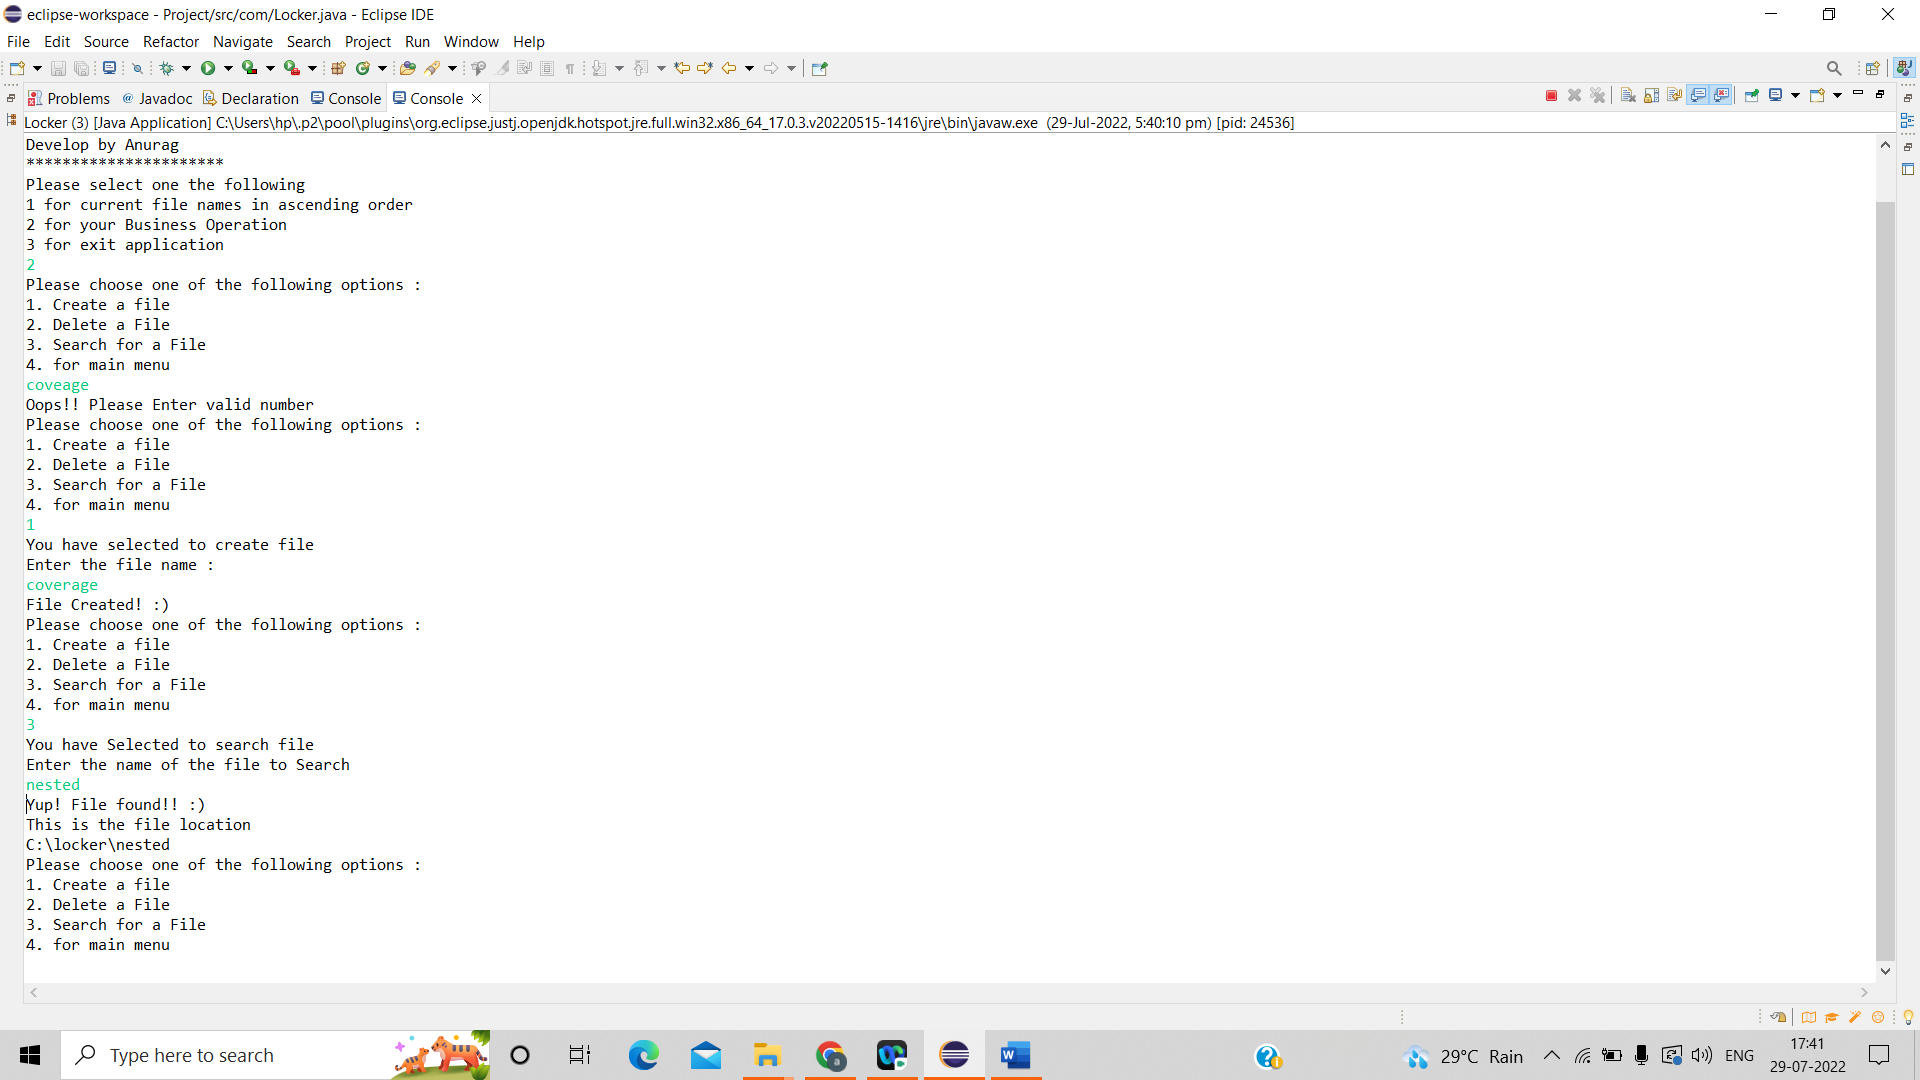 eclipse-workspace - Project/src/com/Locker.java - Eclipse IDE
File Edit Source Refactor Navigate Search Project Run Window Help
Problems @ Javadoc Declaration Console Console
Locker (3) [Java Application] C:\Users\hp\.p2\pool\plugins\org.eclipse.justj.openjdk.hotspot.jre.full.win32.x86_64_17.0.3.v20220515-1416\jre\bin\javaw.exe (29-Jul-2022, 5:40:10 pm) [pid: 24536]
Develop by Anurag
**********************
Please select one the following
1 for current file names in ascending order
2 for your Business Operation
3 for exit application
2
Please choose one of the following options :
1. Create a file
2. Delete a File
3. Search for a File
4. for main menu
coveage
Oops!! Please Enter valid number
Please choose one of the following options :
1. Create a file
2. Delete a File
3. Search for a File
4. for main menu
1
You have selected to create file
Enter the file name :
coverage
File Created! :)
Please choose one of the following options :
1. Create a file
2. Delete a File
3. Search for a File
4. for main menu
3
You have Selected to search file
Enter the name of the file to Search
nested
Yup! File found!! :)
This is the file location
C:\locker\nested
Please choose one of the following options :
1. Create a file
2. Delete a File
3. Search for a File
4. for main menu
Type here to search
29°C Rain
ENG
17:41
29-07-2022